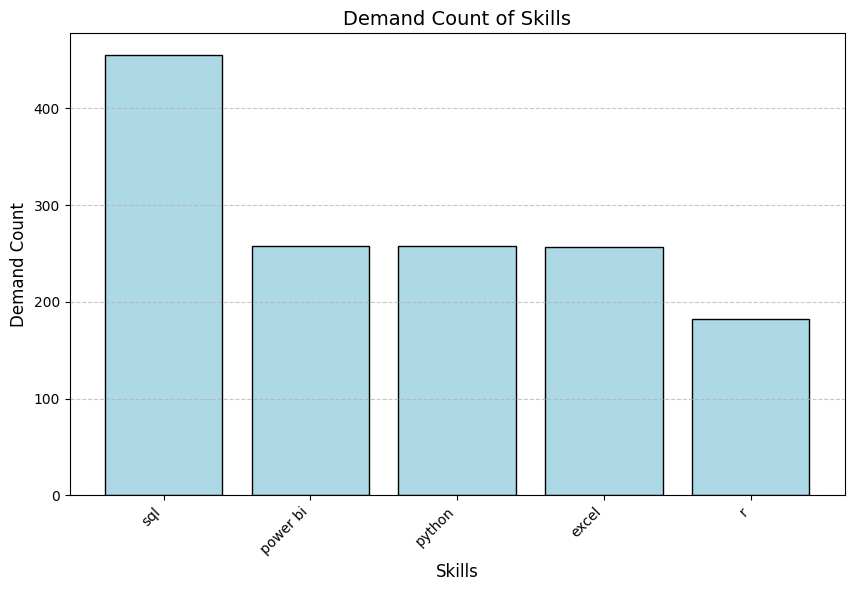 Demand Count of Skills
Demand Count
400
300
200
100
0
sql
power bi
python
excel
r
Skills